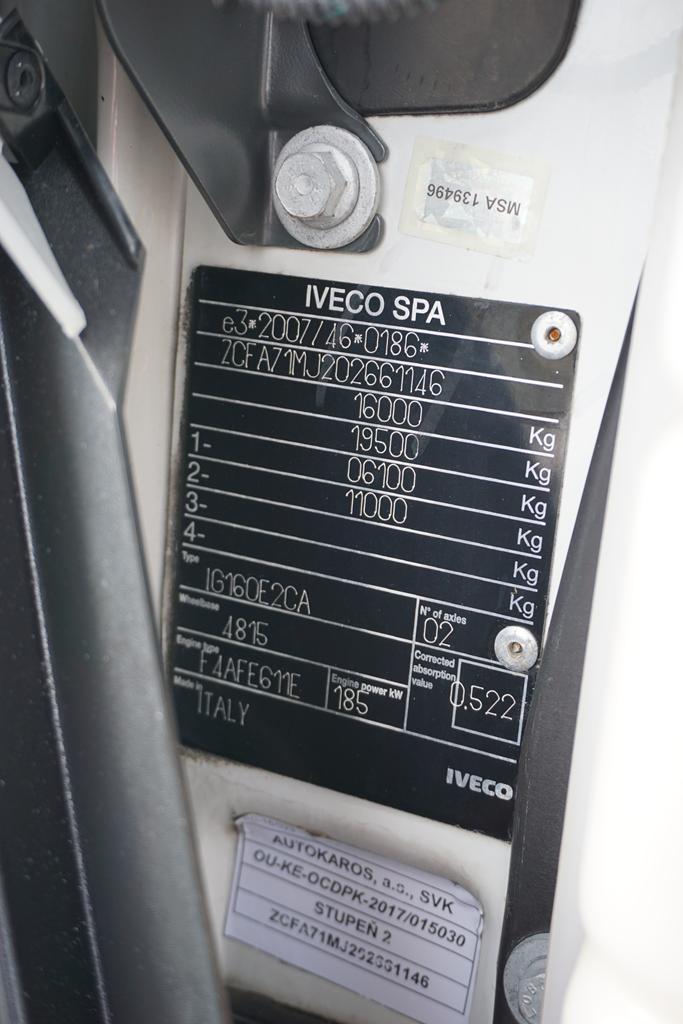 MSA 139496
IVECO SPA
e3*2007/46*0186*
ZCFA71MJ202661146
16000 Kg
19500 Kg
1- 06100 Kg
2- 11000 Kg
3- Kg
4- Kg
Type IG160E2CA
N° of axles 02
Wheelbase 4815
Corrected absorption value 0.522
Engine type F4AFE611E
Engine power kW 185
Made in ITALY
IVECO
AUTOKAROS, a.s., SVK
OU-KE-OCDPK-2017/015030
STUPEŇ 2
ZCFA71MJ202661146